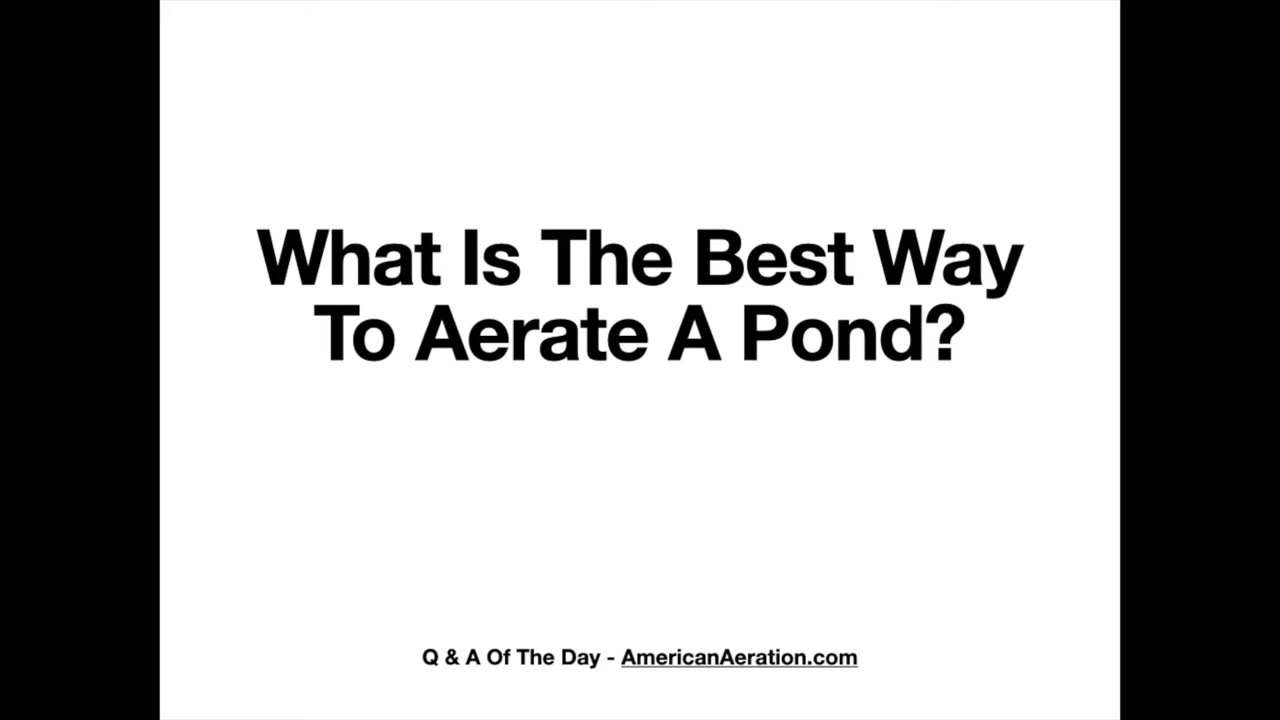 What Is The Best Way
To Aerate A Pond?
Q & A Of The Day - AmericanAeration.com